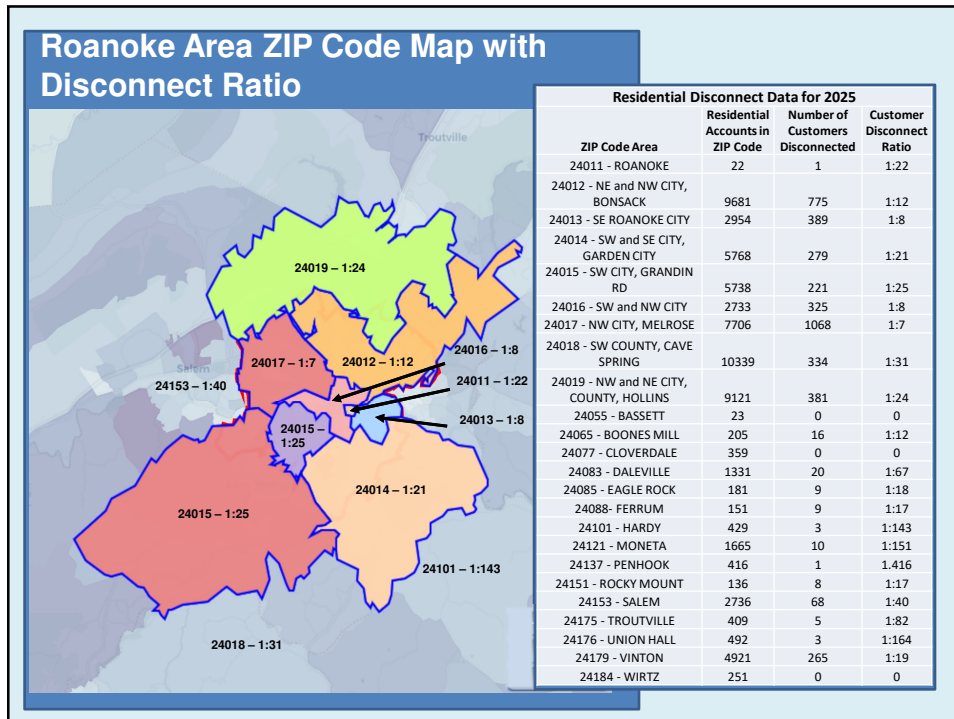 Roanoke Area ZIP Code Map with
Disconnect Ratio
Troutville
Salem
24019 – 1:24
24017 – 1:7
24012 – 1:12
24016 – 1:8
24011 – 1:22
24153 – 1:40
24013 – 1:8
24015 –
1:25
24014 – 1:21
24015 – 1:25
24101 – 1:143
24018 – 1:31
Residential Disconnect Data for 2025
ZIP Code Area Residential Accounts in ZIP Code Number of Customers Disconnected Customer Disconnect Ratio
24011 - ROANOKE 22 1 1:22
24012 - NE and NW CITY,
BONSACK 9681 775 1:12
24013 - SE ROANOKE CITY 2954 389 1:8
24014 - SW and SE CITY,
GARDEN CITY 5768 279 1:21
24015 - SW CITY, GRANDIN
RD 5738 221 1:25
24016 - SW and NW CITY 2733 325 1:8
24017 - NW CITY, MELROSE 7706 1068 1:7
24018 - SW COUNTY, CAVE
SPRING 10339 334 1:31
24019 - NW and NE CITY,
COUNTY, HOLLINS 9121 381 1:24
24055 - BASSETT 23 0 0
24065 - BOONES MILL 205 16 1:12
24077 - CLOVERDALE 359 0 0
24083 - DALEVILLE 1331 20 1:67
24085 - EAGLE ROCK 181 9 1:18
24088- FERRUM 151 9 1:17
24101 - HARDY 429 3 1:143
24121 - MONETA 1665 10 1:151
24137 - PENHOOK 416 1 1.416
24151 - ROCKY MOUNT 136 8 1:17
24153 - SALEM 2736 68 1:40
24175 - TROUTVILLE 409 5 1:82
24176 - UNION HALL 492 3 1:164
24179 - VINTON 4921 265 1:19
24184 - WIRTZ 251 0 0